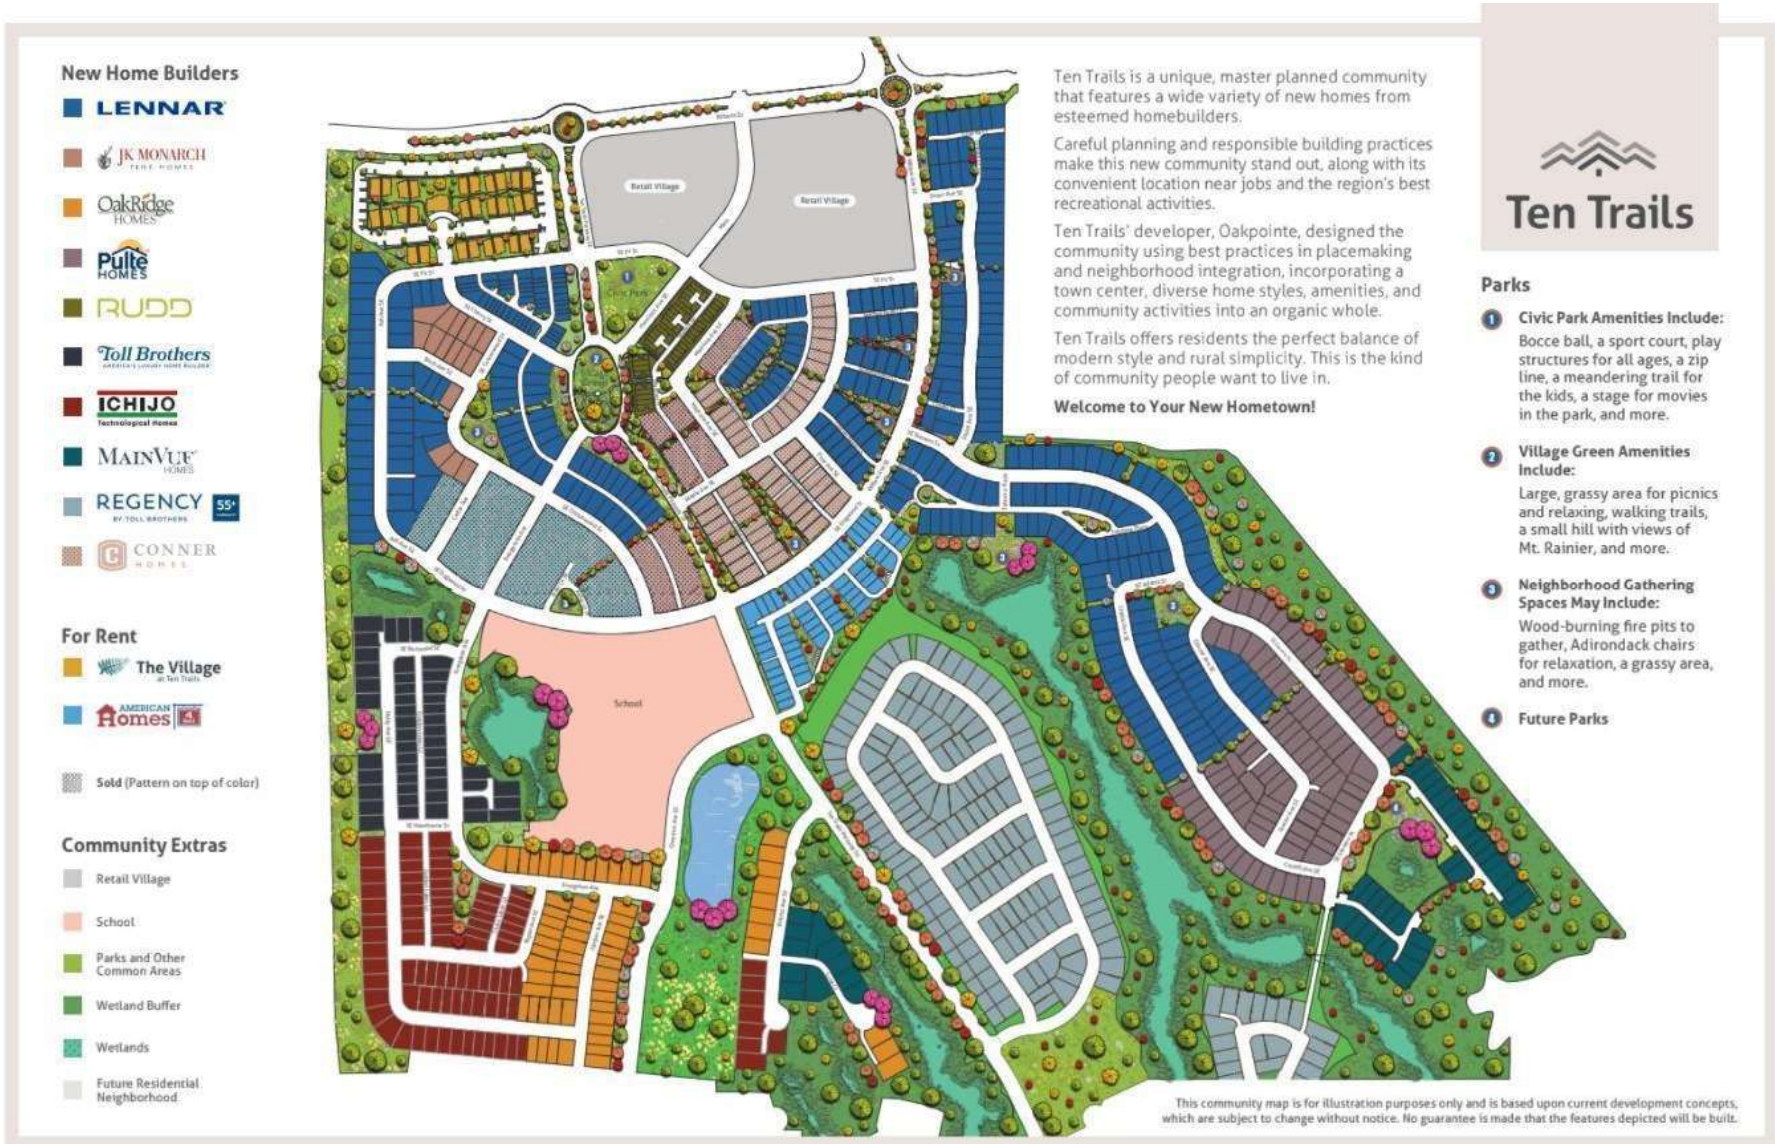 New Home Builders
LENNAR
JK MONARCH
FINE HOMES
OakRidge
HOMES
Pulte
HOMES
RUDD
Toll Brothers
AMERICA'S LUXURY HOME BUILDER
ICHIJO
Technological Homes
MAINVUE
HOMES
REGENCY 55+
BY TOLL BROTHERS
CONNER
HOMES
For Rent
The Village
at Ten Trails
AMERICAN
Homes 4
Sold (Pattern on top of color)
Community Extras
Retail Village
School
Parks and Other
Common Areas
Wetland Buffer
Wetlands
Future Residential
Neighborhood
Retail Village
Retail Village
Civic Park
School
Ten Trails is a unique, master planned community
that features a wide variety of new homes from
esteemed homebuilders.
Careful planning and responsible building practices
make this new community stand out, along with its
convenient location near jobs and the region's best
recreational activities.
Ten Trails' developer, Oakpointe, designed the
community using best practices in placemaking
and neighborhood integration, incorporating a
town center, diverse home styles, amenities, and
community activities into an organic whole.
Ten Trails offers residents the perfect balance of
modern style and rural simplicity. This is the kind
of community people want to live in.
Welcome to Your New Hometown!
Ten Trails
Parks
1 Civic Park Amenities Include:
Bocce ball, a sport court, play
structures for all ages, a zip
line, a meandering trail for
the kids, a stage for movies
in the park, and more.
2 Village Green Amenities
Include:
Large, grassy area for picnics
and relaxing, walking trails,
a small hill with views of
Mt. Rainier, and more.
3 Neighborhood Gathering
Spaces May Include:
Wood-burning fire pits to
gather, Adirondack chairs
for relaxation, a grassy area,
and more.
4 Future Parks
This community map is for illustration purposes only and is based upon current development concepts,
which are subject to change without notice. No guarantee is made that the features depicted will be built.